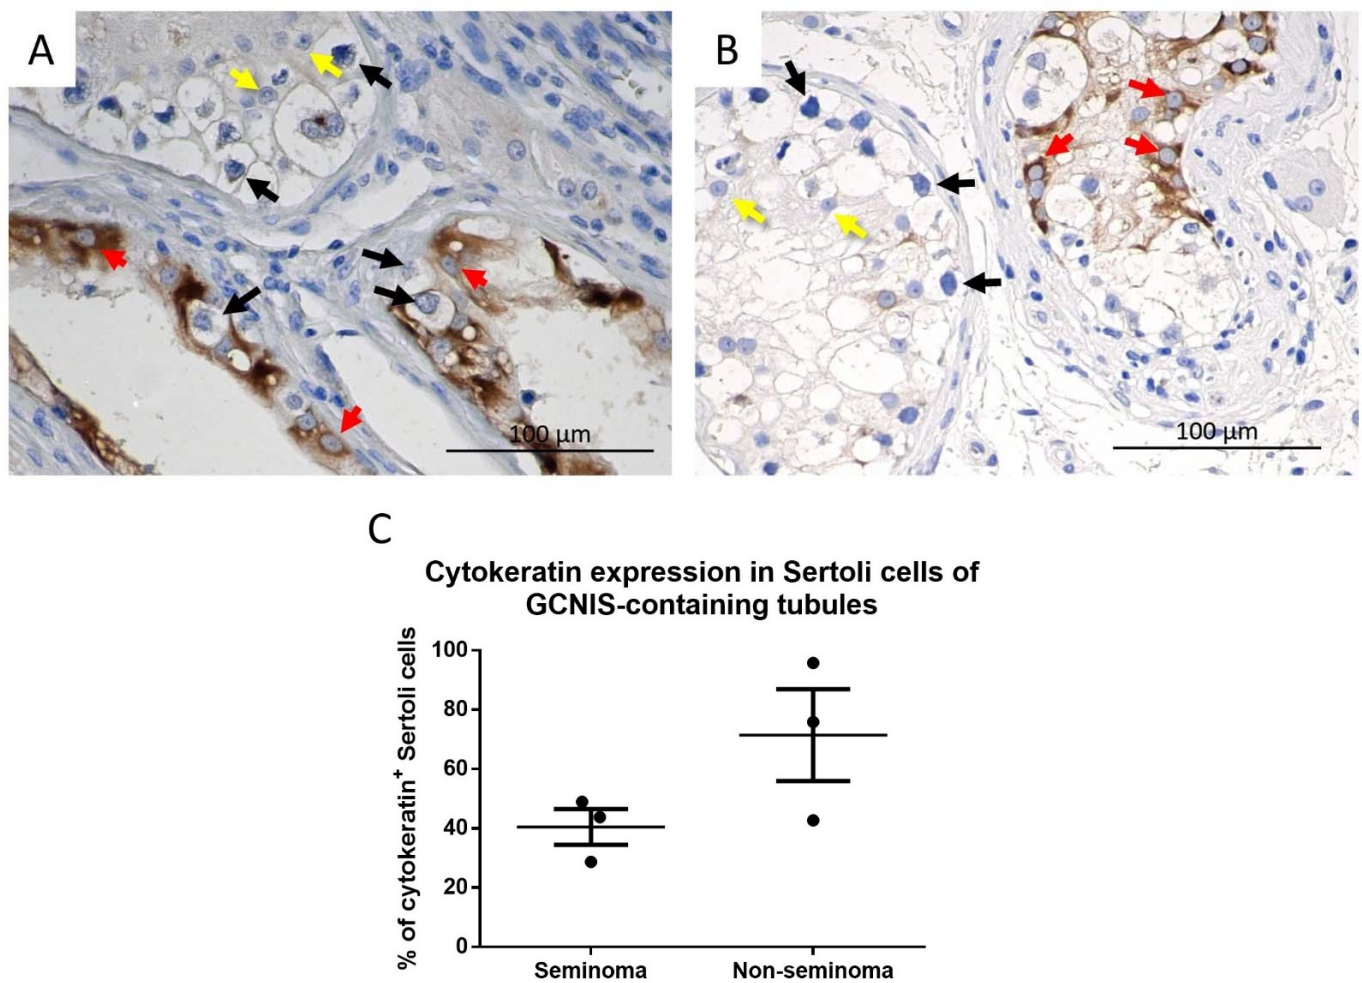 A
B
100 µm
100 µm
C
Cytokeratin expression in Sertoli cells of
GCNIS-containing tubules
% of cytokeratin+ Sertoli cells
100
80
60
40
20
0
Seminoma
Non-seminoma